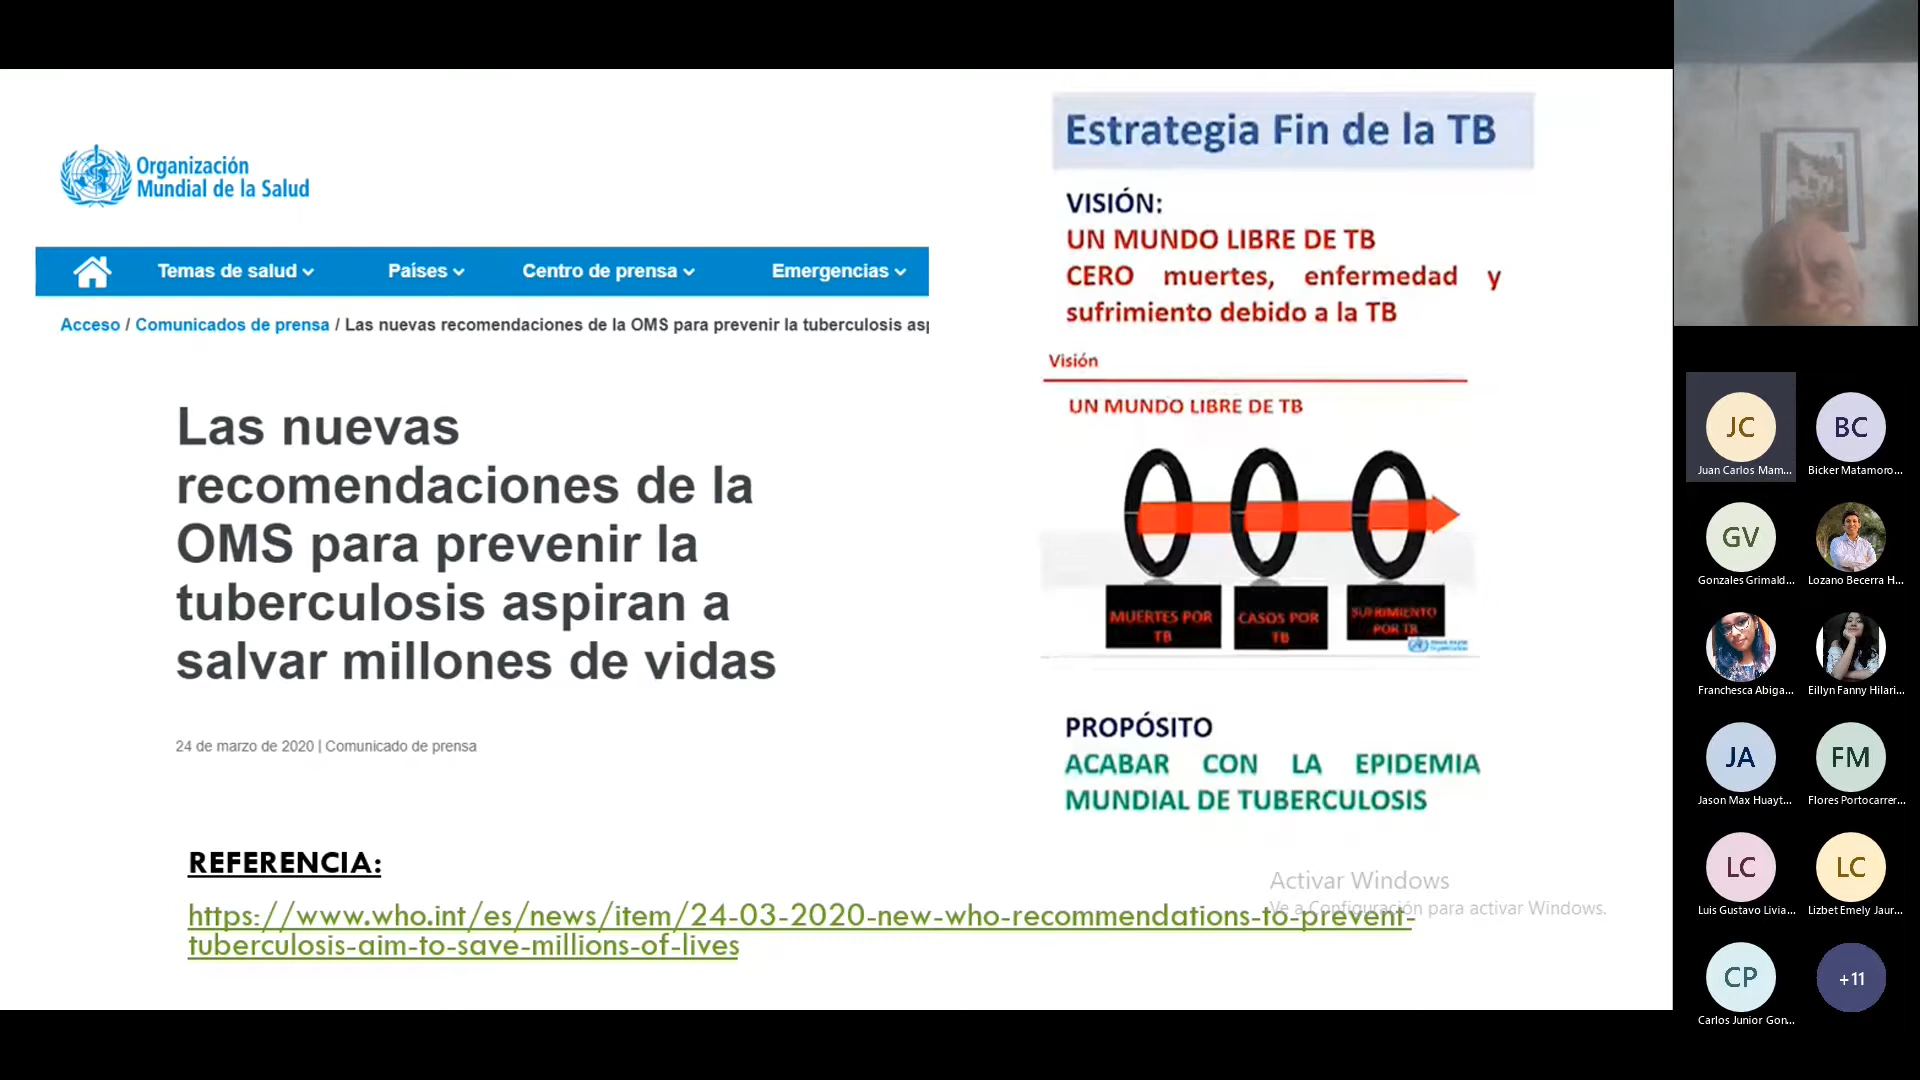 Organización
Mundial de la Salud
Temas de salud
Países
Centro de prensa
Emergencias
Acceso / Comunicados de prensa / Las nuevas recomendaciones de la OMS para prevenir la tuberculosis asp
Las nuevas
recomendaciones de la
OMS para prevenir la
tuberculosis aspiran a
salvar millones de vidas
24 de marzo de 2020 | Comunicado de prensa
Estrategia Fin de la TB
VISIÓN:
UN MUNDO LIBRE DE TB
CERO muertes, enfermedad y
sufrimiento debido a la TB
Visión
UN MUNDO LIBRE DE TB
MUERTES POR
TB
CASOS POR
TB
SUFRIMIENTO
POR TB
PROPÓSITO
ACABAR CON LA EPIDEMIA
MUNDIAL DE TUBERCULOSIS
REFERENCIA:
https://www.who.int/es/news/item/24-03-2020-new-who-recommendations-to-prevent-
tuberculosis-aim-to-save-millions-of-lives
Activar Windows
Ve a Configuración para activar Windows.
JC
Juan Carlos Mam...
BC
Bicker Matamoro...
GV
Gonzales Grimald...
Lozano Becerra H...
Franchesca Abiga...
Eillyn Fanny Hilari...
JA
Jason Max Huayt...
FM
Flores Portocarrer...
LC
Luis Gustavo Livia...
LC
Lizbet Emely Jaur...
CP
Carlos Junior Gon...
+11